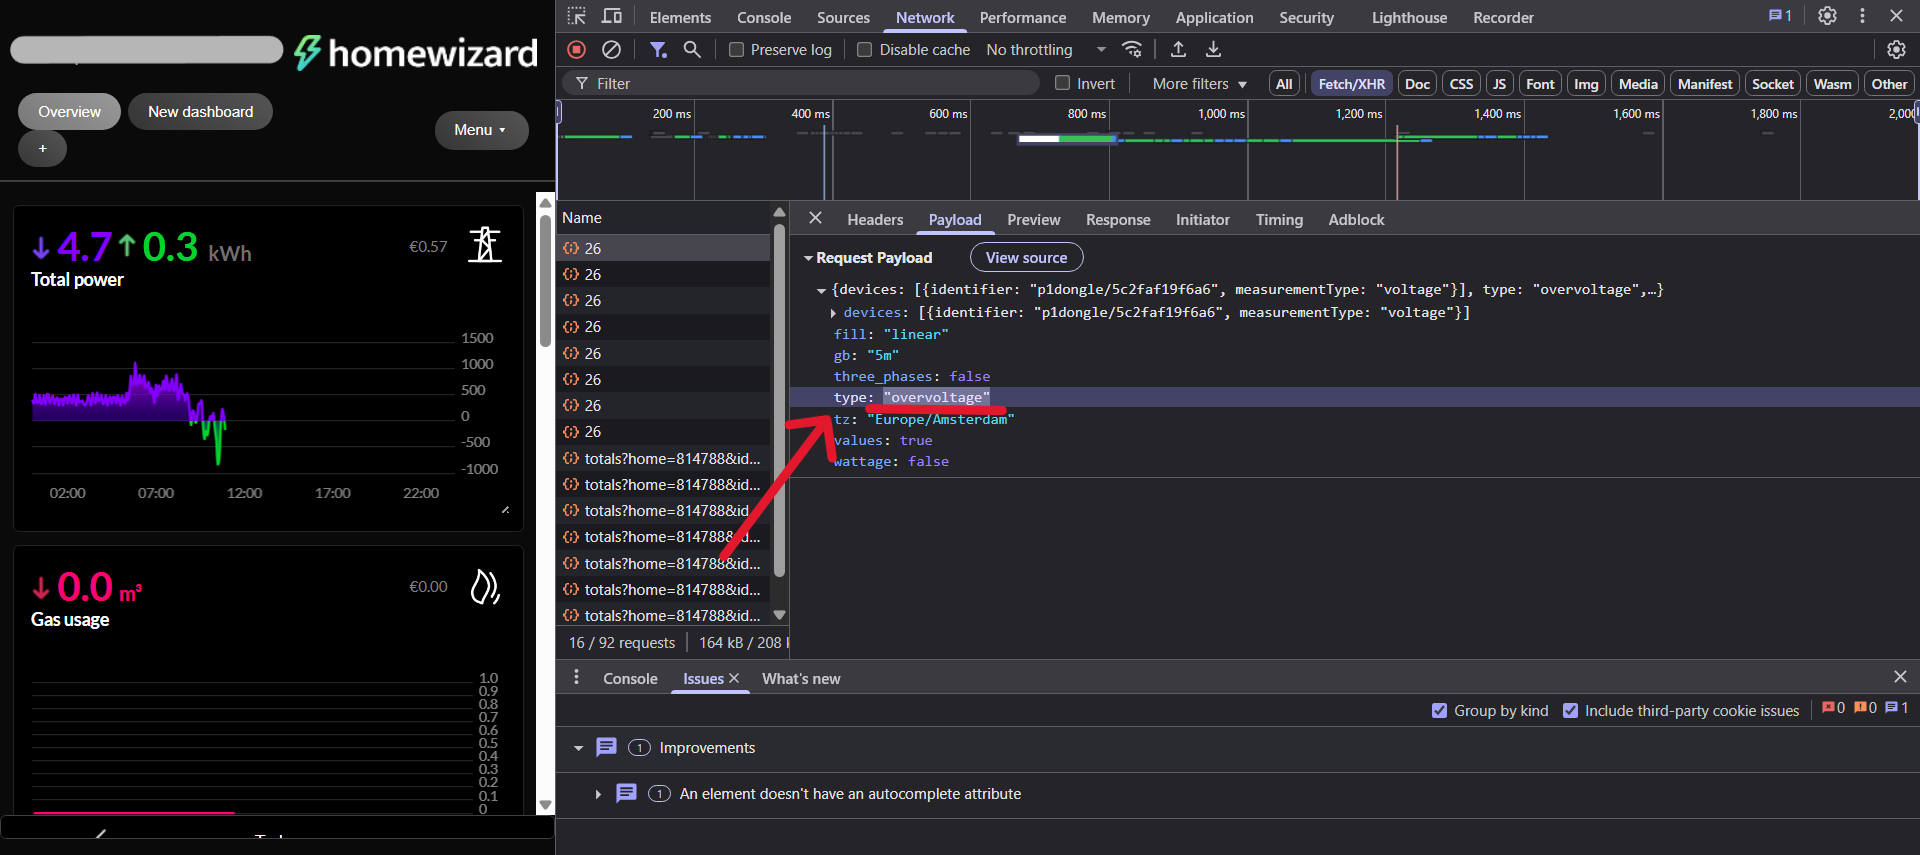 homewizard
Overview
New dashboard
+
Menu
4.7 0.3 kWh
€0.57
Total power
1500
1000
500
0
-500
-1000
02:00 07:00 12:00 17:00 22:00
0.0 m³
€0.00
Gas usage
1.0
0.9
0.8
0.7
0.6
0.5
0.4
0.3
0.2
0.1
0
Elements Console Sources Network Performance Memory Application Security Lighthouse Recorder 1
Preserve log Disable cache No throttling
Filter Invert More filters All Fetch/XHR Doc CSS JS Font Img Media Manifest Socket Wasm Other
200 ms 400 ms 600 ms 800 ms 1,000 ms 1,200 ms 1,400 ms 1,600 ms 1,800 ms
Name
26
26
26
26
26
26
26
26
totals?home=814788&id...
totals?home=814788&id...
totals?home=814788&id...
totals?home=814788&id...
totals?home=814788&id...
totals?home=814788&id...
totals?home=814788&id...
16 / 92 requests 164 kB / 208
Headers Payload Preview Response Initiator Timing Adblock
Request Payload View source
{devices: [{identifier: "p1dongle/5c2faf19f6a6", measurementType: "voltage"}], type: "overvoltage",…}
devices: [{identifier: "p1dongle/5c2faf19f6a6", measurementType: "voltage"}]
fill: "linear"
gb: "5m"
three_phases: false
type: "overvoltage"
tz: "Europe/Amsterdam"
values: true
wattage: false
Console Issues What's new
Group by kind Include third-party cookie issues 0 0 1
1 Improvements
1 An element doesn't have an autocomplete attribute